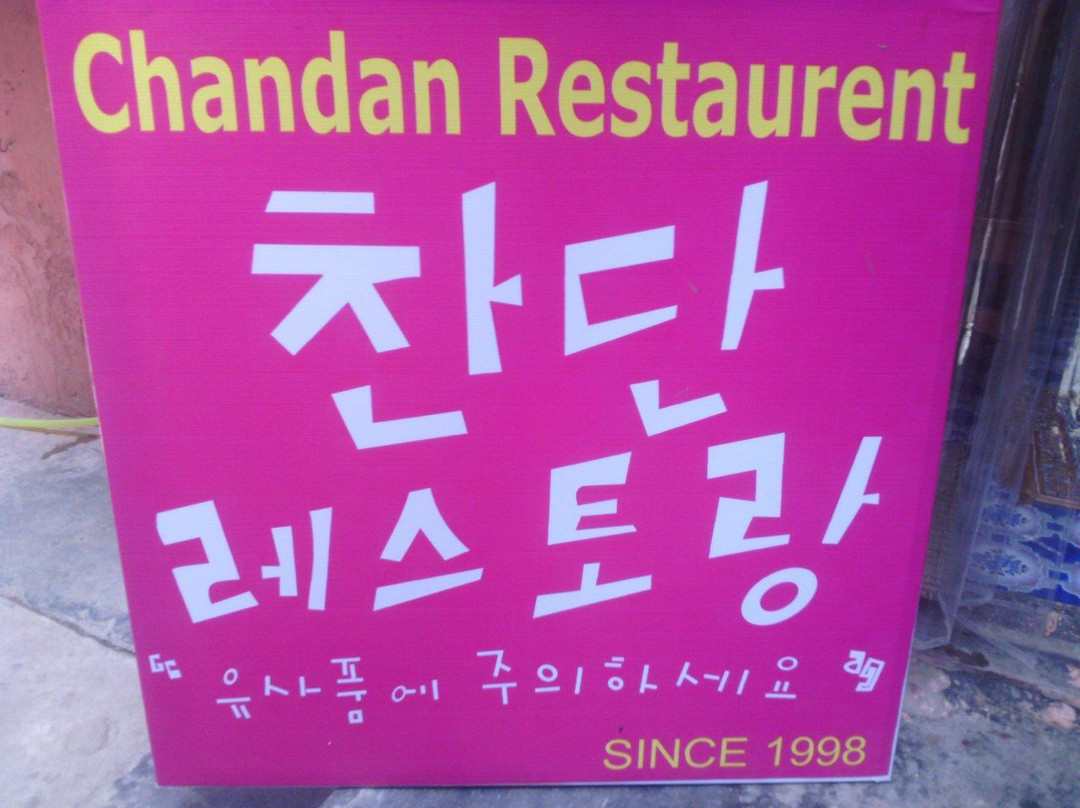 Chandan Restaurent
찬단
레스토랑
“ 유사품에 주의하세요 ”
SINCE 1998